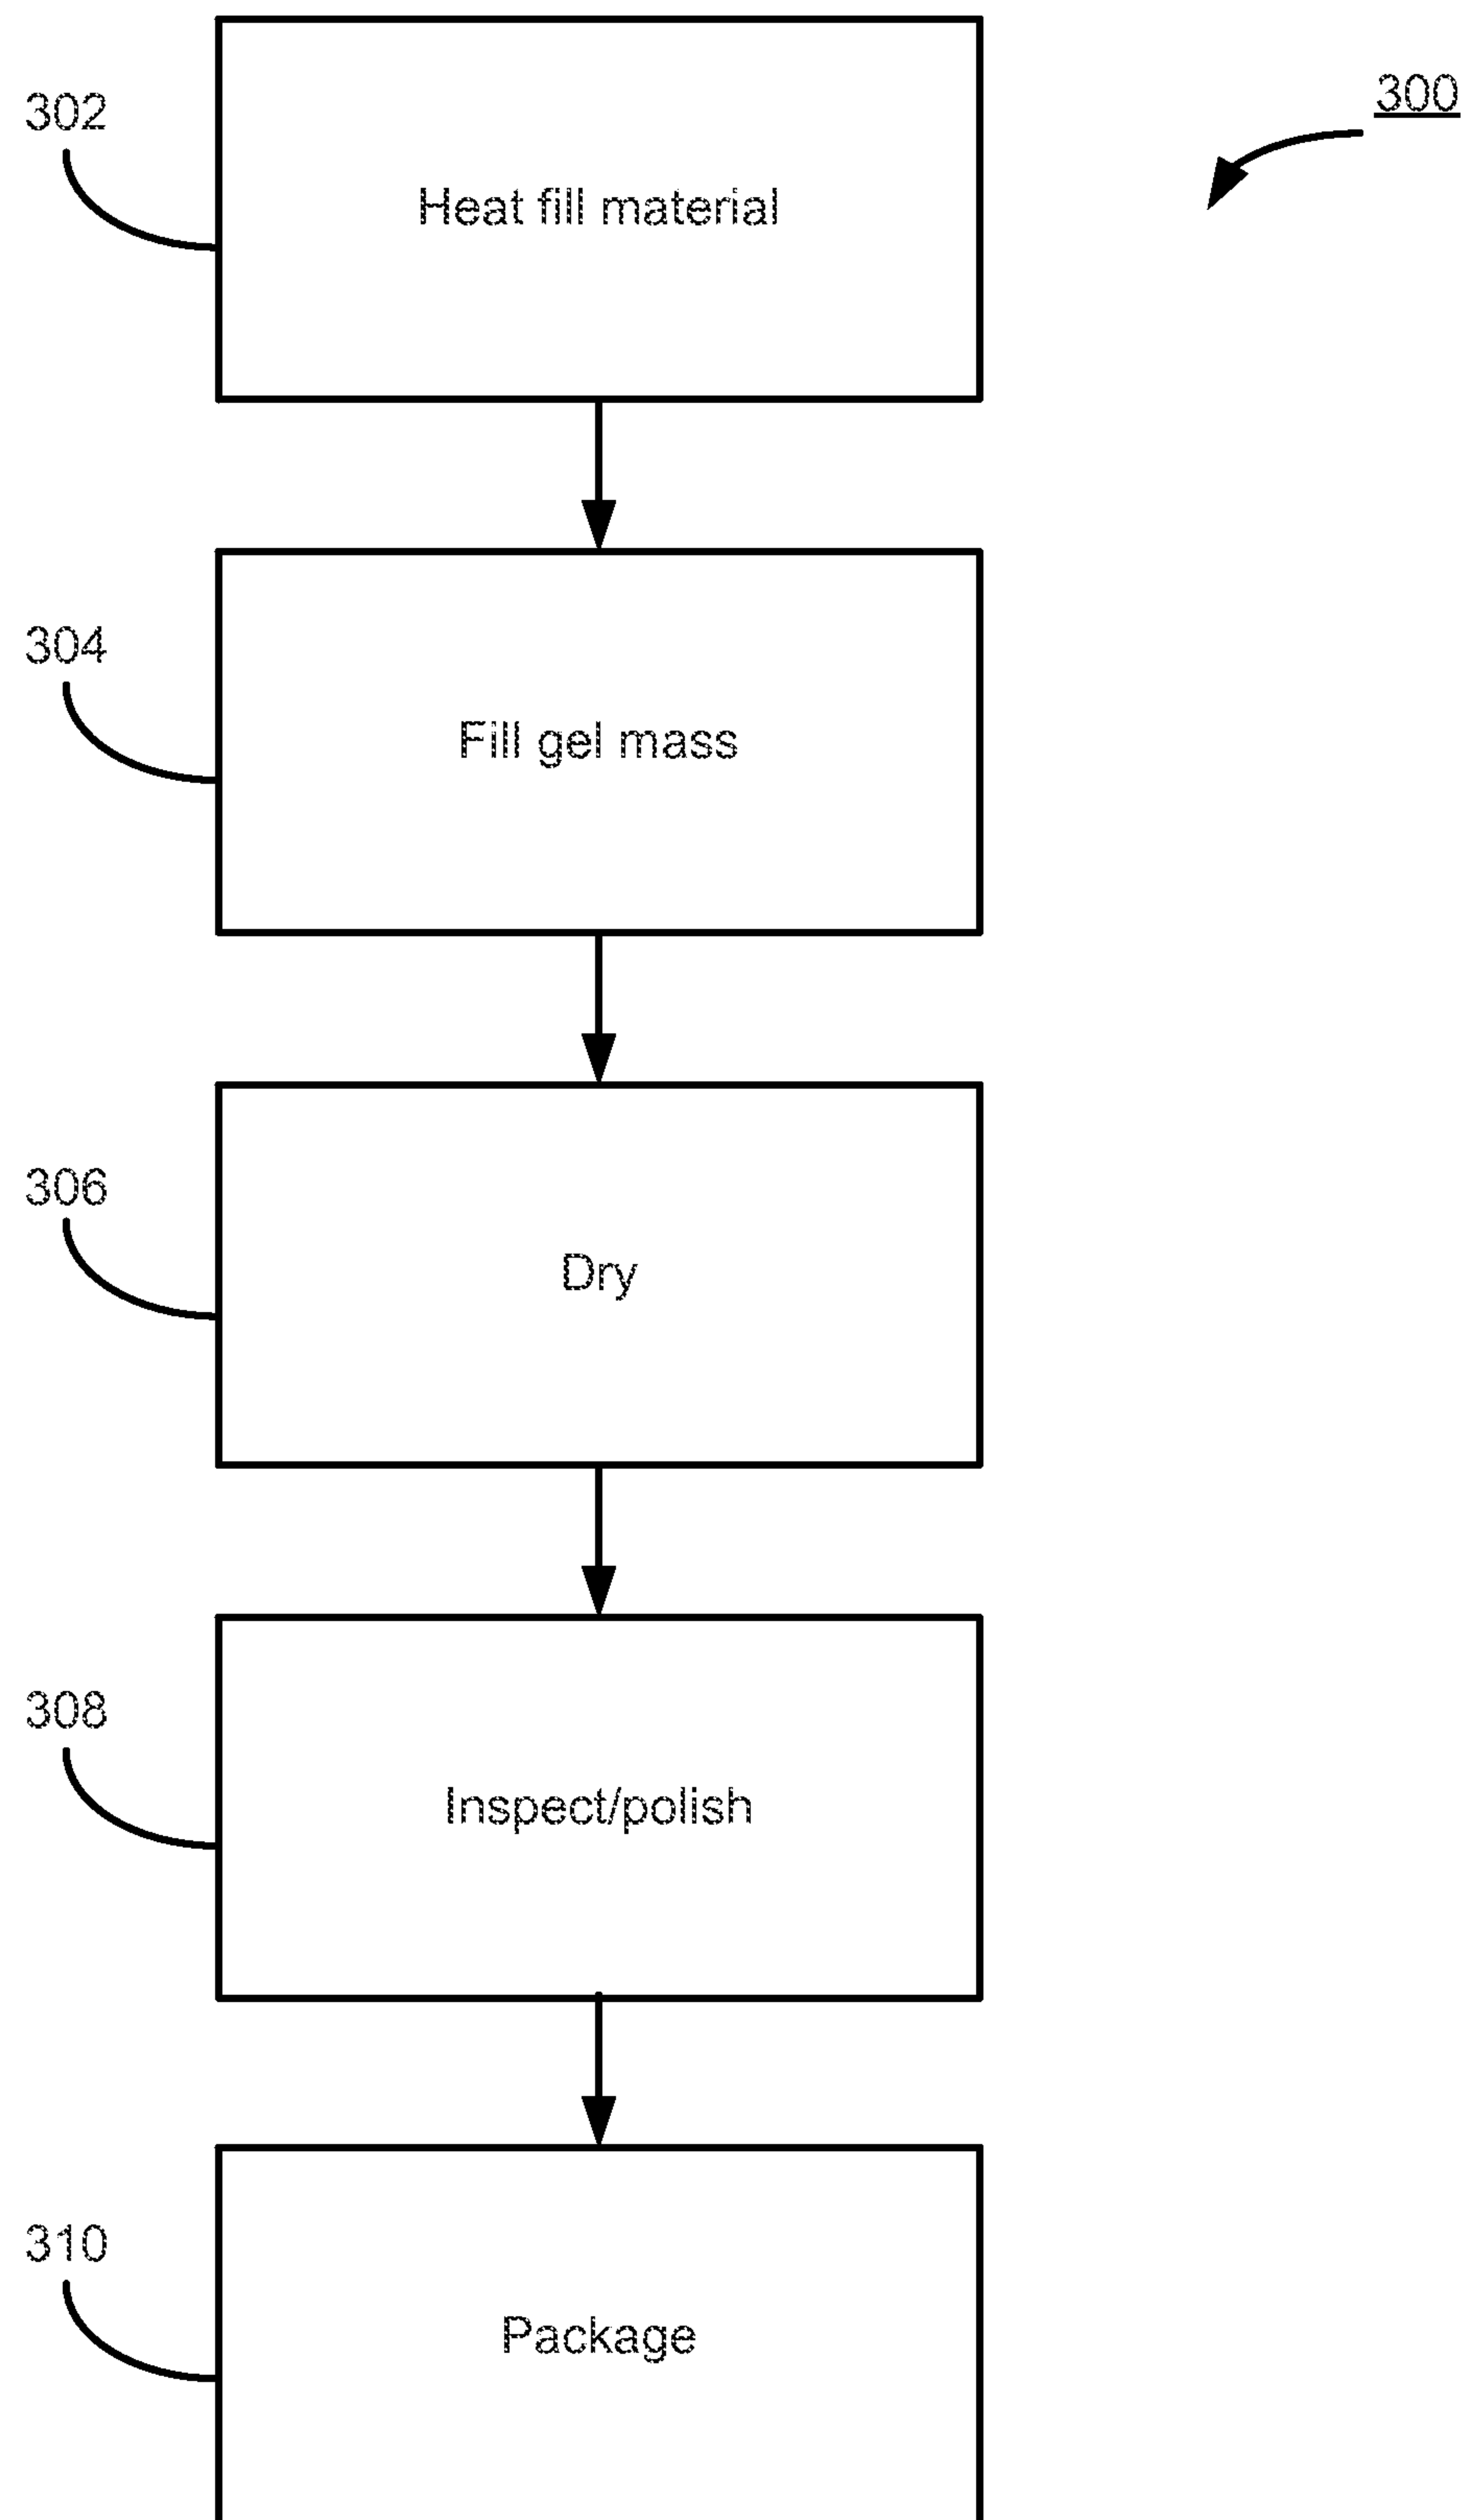 300
302
Heat fill material
304
Fill gel mass
306
Dry
308
Inspect/polish
310
Package